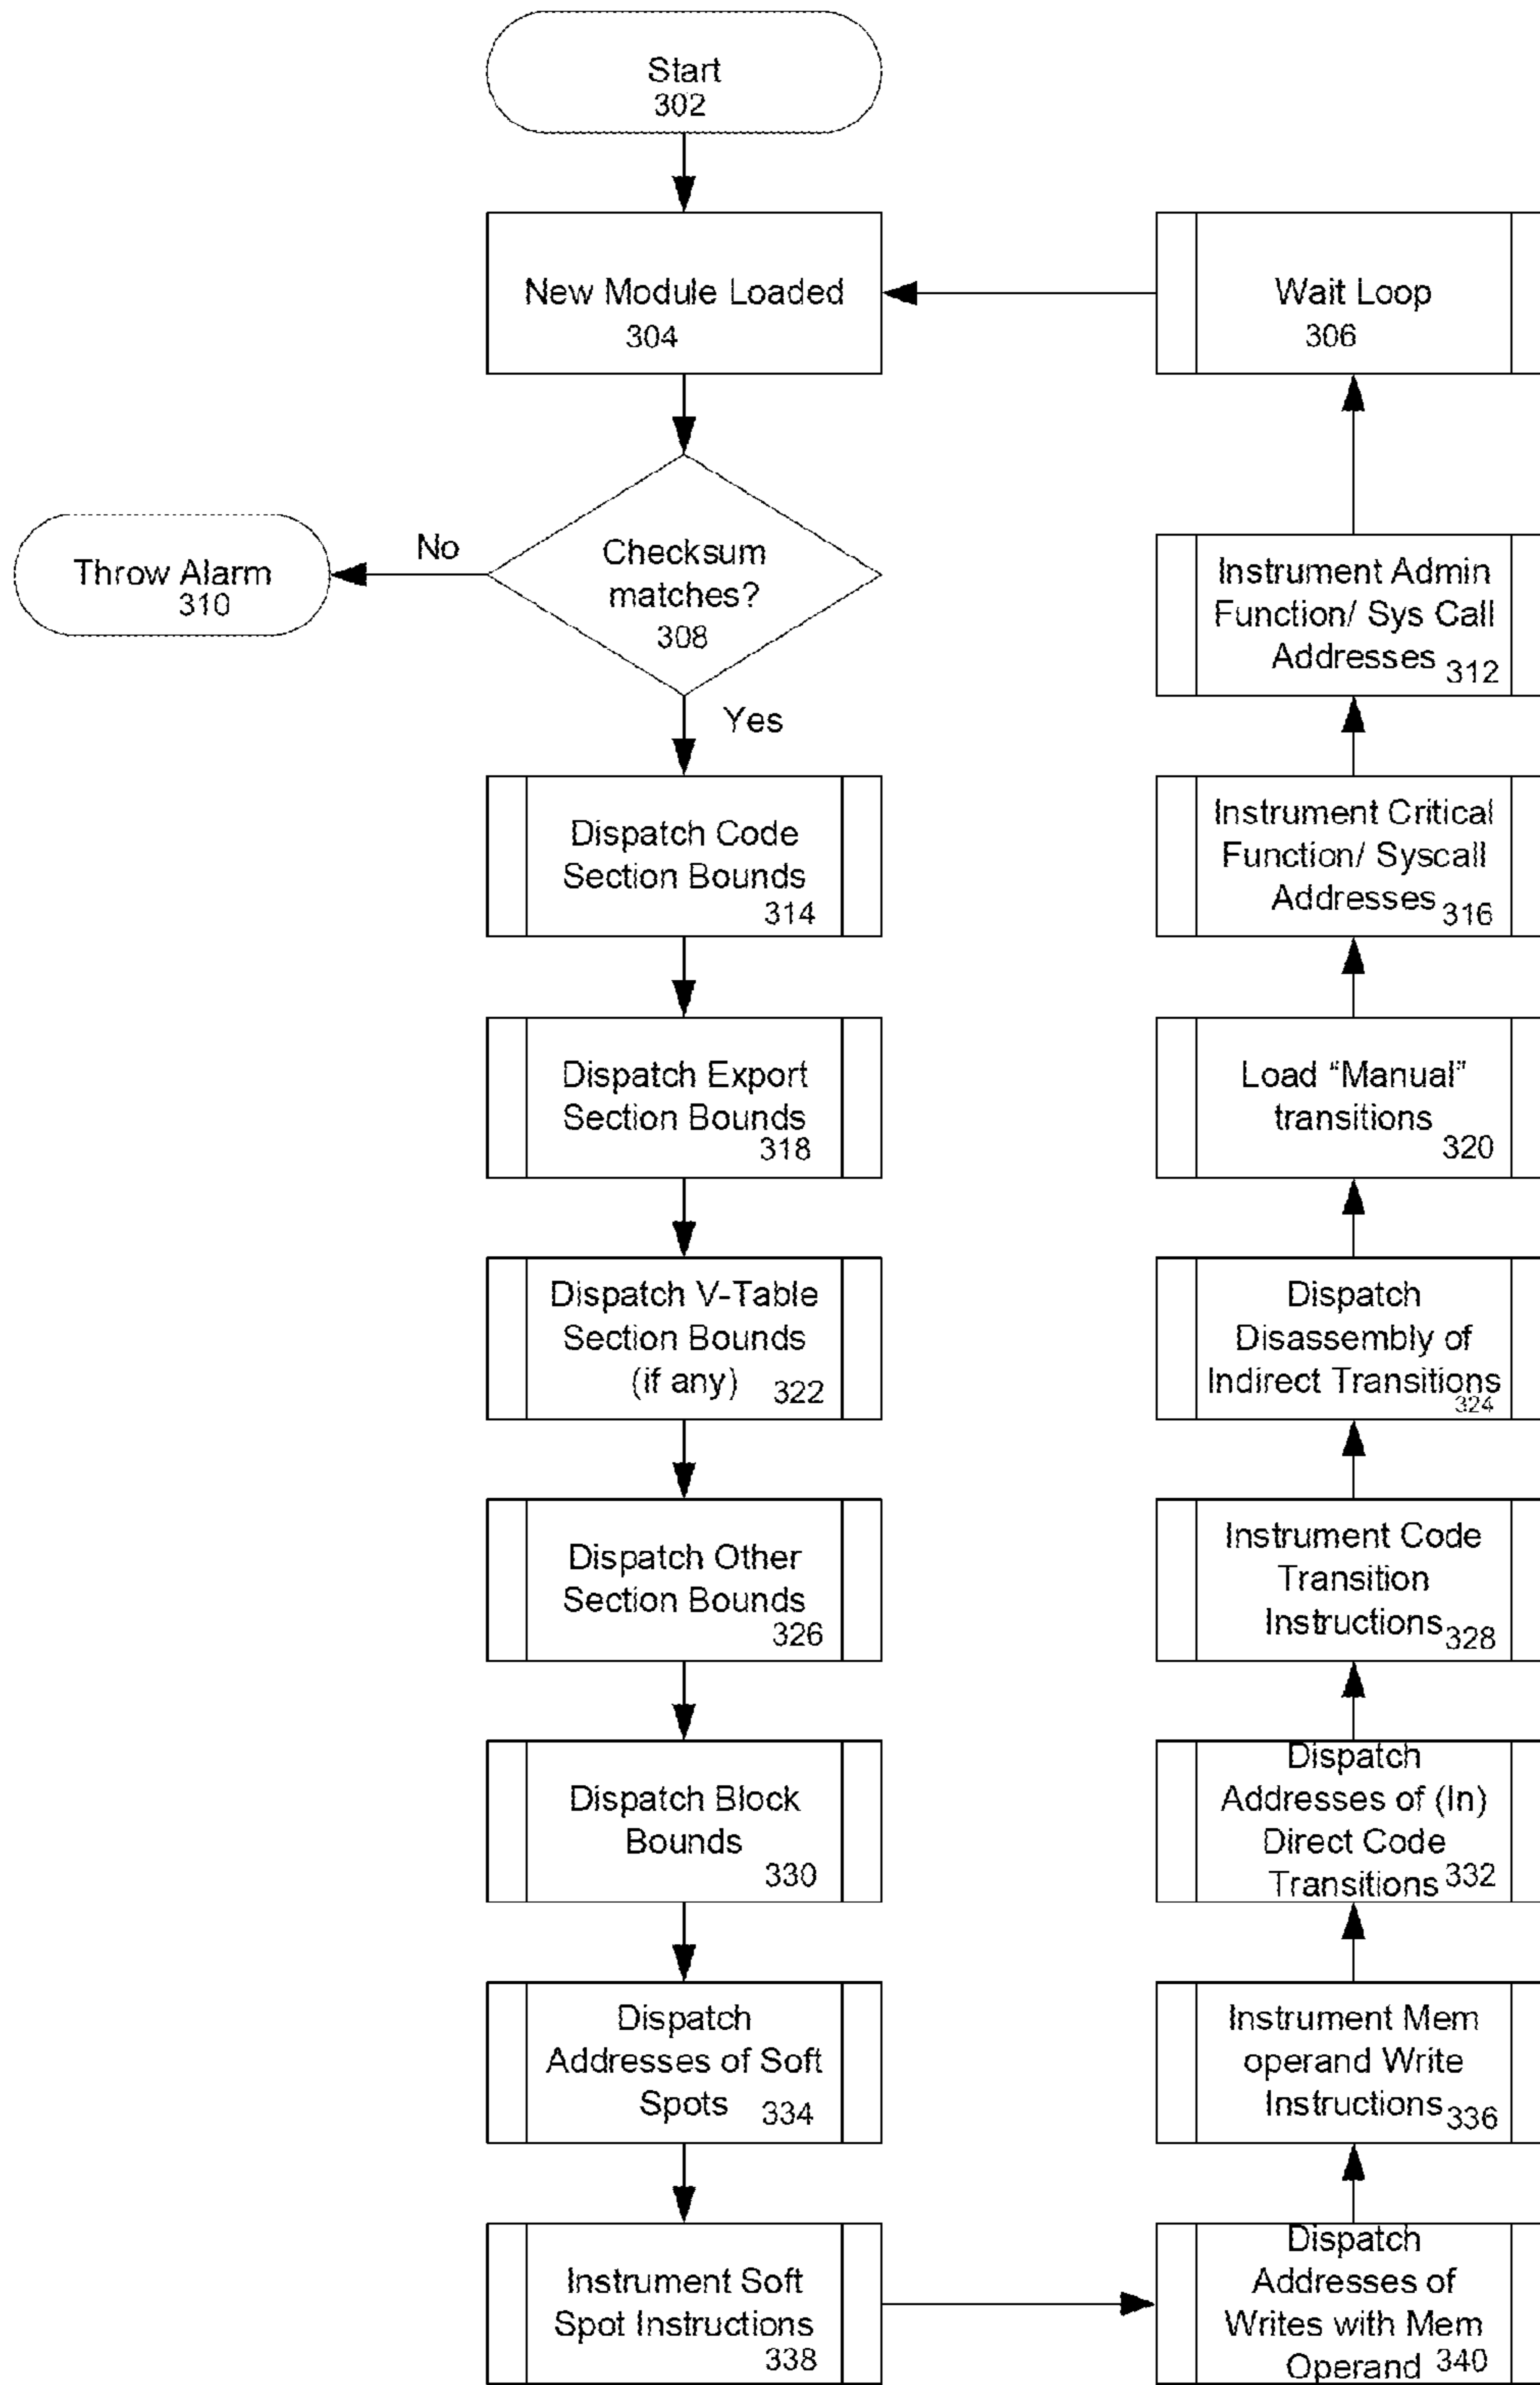 Start
302
New Module Loaded
304
Wait Loop
306
Checksum
matches?
308
No
Throw Alarm
310
Yes
Instrument Admin
Function/ Sys Call
Addresses 312
Dispatch Code
Section Bounds
314
Instrument Critical
Function/ Syscall
Addresses 316
Dispatch Export
Section Bounds
318
Load “Manual”
transitions
320
Dispatch V-Table
Section Bounds
(if any) 322
Dispatch
Disassembly of
Indirect Transitions
324
Dispatch Other
Section Bounds
326
Instrument Code
Transition
Instructions 328
Dispatch Block
Bounds
330
Dispatch
Addresses of (In)
Direct Code
Transitions 332
Dispatch
Addresses of Soft
Spots 334
Instrument Mem
operand Write
Instructions 336
Instrument Soft
Spot Instructions
338
Dispatch
Addresses of
Writes with Mem
Operand 340